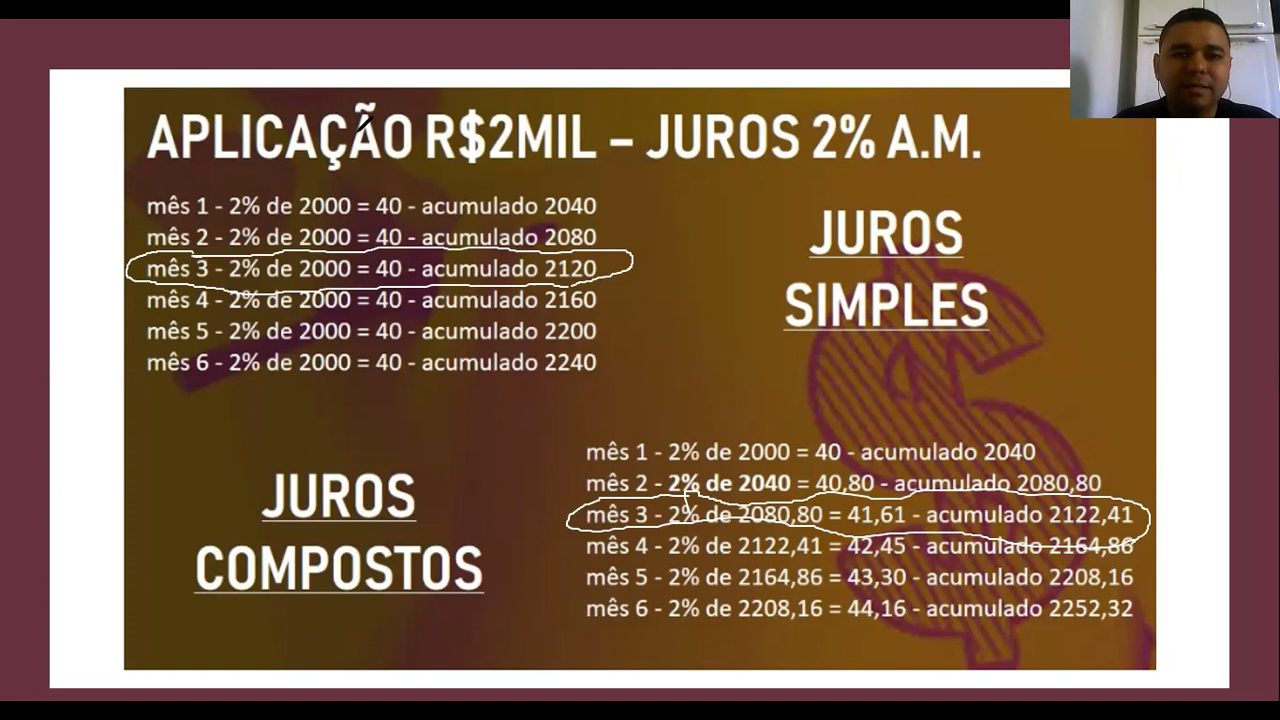 APLICAÇÃO R$2MIL – JUROS 2% A.M.
mês 1 - 2% de 2000 = 40 - acumulado 2040
mês 2 - 2% de 2000 = 40 - acumulado 2080
mês 3 - 2% de 2000 = 40 - acumulado 2120
mês 4 - 2% de 2000 = 40 - acumulado 2160
mês 5 - 2% de 2000 = 40 - acumulado 2200
mês 6 - 2% de 2000 = 40 - acumulado 2240
JUROS
SIMPLES
JUROS
COMPOSTOS
mês 1 - 2% de 2000 = 40 - acumulado 2040
mês 2 - 2% de 2040 = 40,80 - acumulado 2080,80
mês 3 - 2% de 2080,80 = 41,61 - acumulado 2122,41
mês 4 - 2% de 2122,41 = 42,45 - acumulado 2164,86
mês 5 - 2% de 2164,86 = 43,30 - acumulado 2208,16
mês 6 - 2% de 2208,16 = 44,16 - acumulado 2252,32